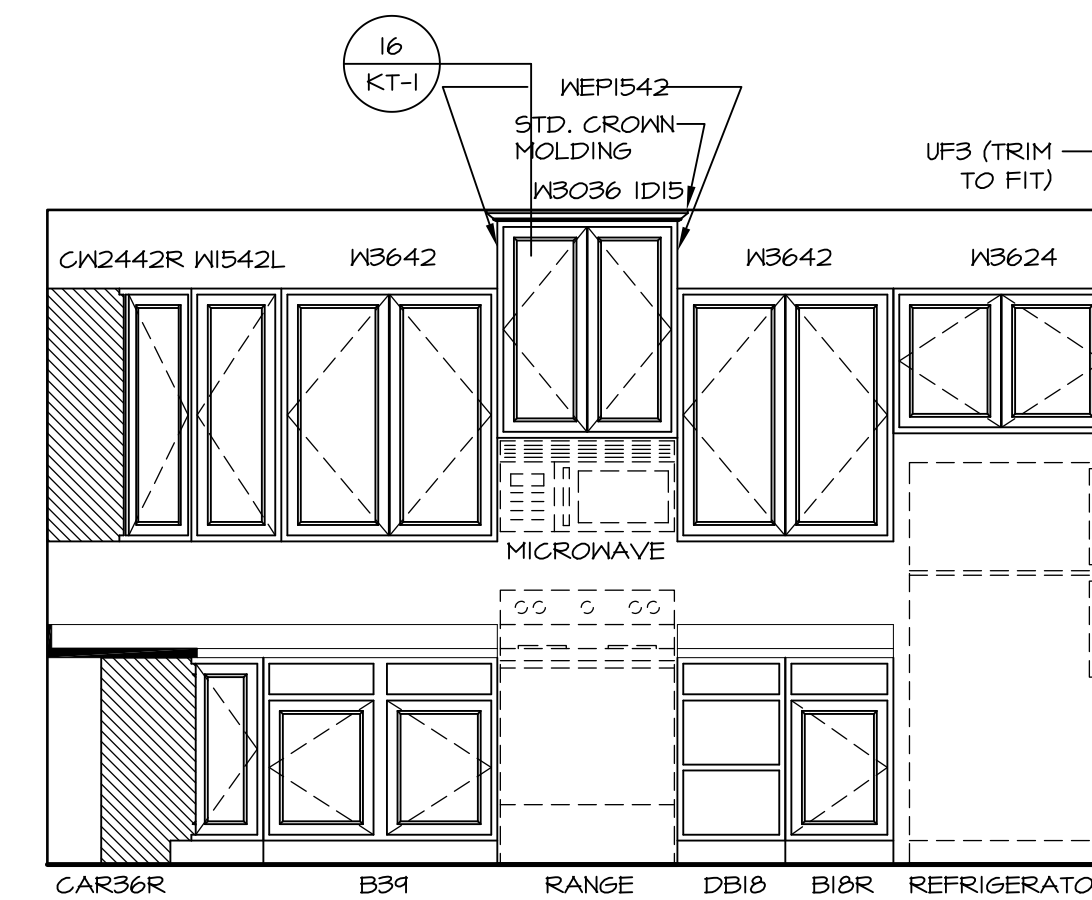 16
KT-1
WEP1542
STD. CROWN
MOLDING
W3036 1D15
UF3 (TRIM
TO FIT)
CW2442R W1542L W3642 W3642 W3624
MICROWAVE
CAR36R B39 RANGE DB18 B18R REFRIGERATO